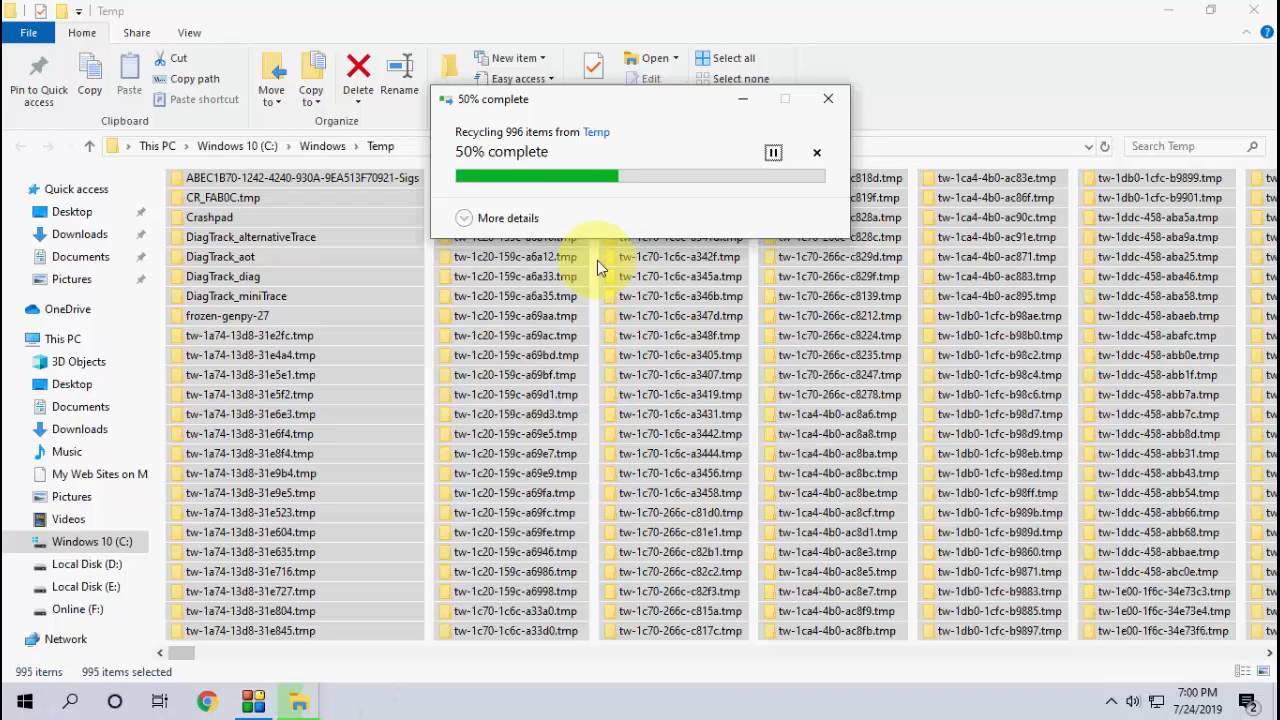 Temp
File Home Share View
Pin to Quick access
Copy
Paste
Cut
Copy path
Paste shortcut
Clipboard
Move to
Copy to
Delete
Rename
Organize
New item
Easy access
Open
Edit
Select all
Select none
50% complete
Recycling 996 items from Temp
50% complete
More details
This PC Windows 10 (C:) Windows Temp
Search Temp
Quick access
Desktop
Downloads
Documents
Pictures
OneDrive
This PC
3D Objects
Desktop
Documents
Downloads
Music
My Web Sites on M
Pictures
Videos
Windows 10 (C:)
Local Disk (D:)
Local Disk (E:)
Online (F:)
Network
ABEC1B70-1242-4240-930A-9EA513F70921-Sigs
CR_FAB0C.tmp
Crashpad
DiagTrack_alternativeTrace
DiagTrack_aot
DiagTrack_diag
DiagTrack_miniTrace
frozen-genpy-27
tw-1a74-13d8-31e2fc.tmp
tw-1a74-13d8-31e4a4.tmp
tw-1a74-13d8-31e5e1.tmp
tw-1a74-13d8-31e5f2.tmp
tw-1a74-13d8-31e6e3.tmp
tw-1a74-13d8-31e6f4.tmp
tw-1a74-13d8-31e8f4.tmp
tw-1a74-13d8-31e9b4.tmp
tw-1a74-13d8-31e9e5.tmp
tw-1a74-13d8-31e523.tmp
tw-1a74-13d8-31e604.tmp
tw-1a74-13d8-31e635.tmp
tw-1a74-13d8-31e716.tmp
tw-1a74-13d8-31e727.tmp
tw-1a74-13d8-31e804.tmp
tw-1a74-13d8-31e845.tmp
tw-1c20-159c-a6a12.tmp
tw-1c20-159c-a6a33.tmp
tw-1c20-159c-a6a35.tmp
tw-1c20-159c-a69aa.tmp
tw-1c20-159c-a69ac.tmp
tw-1c20-159c-a69bd.tmp
tw-1c20-159c-a69bf.tmp
tw-1c20-159c-a69d1.tmp
tw-1c20-159c-a69d3.tmp
tw-1c20-159c-a69e5.tmp
tw-1c20-159c-a69e7.tmp
tw-1c20-159c-a69e9.tmp
tw-1c20-159c-a69fa.tmp
tw-1c20-159c-a69fc.tmp
tw-1c20-159c-a69fe.tmp
tw-1c20-159c-a6946.tmp
tw-1c20-159c-a6986.tmp
tw-1c20-159c-a6998.tmp
tw-1c70-1c6c-a33a0.tmp
tw-1c70-1c6c-a33d0.tmp
tw-1c70-1c6c-a342f.tmp
tw-1c70-1c6c-a345a.tmp
tw-1c70-1c6c-a346b.tmp
tw-1c70-1c6c-a347d.tmp
tw-1c70-1c6c-a348f.tmp
tw-1c70-1c6c-a3405.tmp
tw-1c70-1c6c-a3407.tmp
tw-1c70-1c6c-a3419.tmp
tw-1c70-1c6c-a3431.tmp
tw-1c70-1c6c-a3442.tmp
tw-1c70-1c6c-a3444.tmp
tw-1c70-1c6c-a3456.tmp
tw-1c70-1c6c-a3458.tmp
tw-1c70-266c-c81d0.tmp
tw-1c70-266c-c81e1.tmp
tw-1c70-266c-c82b1.tmp
tw-1c70-266c-c82c2.tmp
tw-1c70-266c-c82f3.tmp
tw-1c70-266c-c815a.tmp
tw-1c70-266c-c817c.tmp
c818d.tmp
c819f.tmp
c828a.tmp
c828c.tmp
tw-1c70-266c-c829d.tmp
tw-1c70-266c-c829f.tmp
tw-1c70-266c-c8139.tmp
tw-1c70-266c-c8212.tmp
tw-1c70-266c-c8224.tmp
tw-1c70-266c-c8235.tmp
tw-1c70-266c-c8247.tmp
tw-1c70-266c-c8278.tmp
tw-1ca4-4b0-ac8a6.tmp
tw-1ca4-4b0-ac8a8.tmp
tw-1ca4-4b0-ac8ba.tmp
tw-1ca4-4b0-ac8bc.tmp
tw-1ca4-4b0-ac8be.tmp
tw-1ca4-4b0-ac8cf.tmp
tw-1ca4-4b0-ac8d1.tmp
tw-1ca4-4b0-ac8e3.tmp
tw-1ca4-4b0-ac8e5.tmp
tw-1ca4-4b0-ac8e7.tmp
tw-1ca4-4b0-ac8f9.tmp
tw-1ca4-4b0-ac8fb.tmp
tw-1ca4-4b0-ac83e.tmp
tw-1ca4-4b0-ac86f.tmp
tw-1ca4-4b0-ac90c.tmp
tw-1ca4-4b0-ac91e.tmp
tw-1ca4-4b0-ac871.tmp
tw-1ca4-4b0-ac883.tmp
tw-1ca4-4b0-ac895.tmp
tw-1db0-1cfc-b98ae.tmp
tw-1db0-1cfc-b98b0.tmp
tw-1db0-1cfc-b98c2.tmp
tw-1db0-1cfc-b98c4.tmp
tw-1db0-1cfc-b98c6.tmp
tw-1db0-1cfc-b98d7.tmp
tw-1db0-1cfc-b98d9.tmp
tw-1db0-1cfc-b98eb.tmp
tw-1db0-1cfc-b98ed.tmp
tw-1db0-1cfc-b98ff.tmp
tw-1db0-1cfc-b989b.tmp
tw-1db0-1cfc-b9860.tmp
tw-1db0-1cfc-b9871.tmp
tw-1db0-1cfc-b9883.tmp
tw-1db0-1cfc-b9885.tmp
tw-1db0-1cfc-b9897.tmp
tw-1db0-1cfc-b9899.tmp
tw-1db0-1cfc-b9901.tmp
tw-1ddc-458-aba5a.tmp
tw-1ddc-458-aba9a.tmp
tw-1ddc-458-aba25.tmp
tw-1ddc-458-aba46.tmp
tw-1ddc-458-aba58.tmp
tw-1ddc-458-abaeb.tmp
tw-1ddc-458-abafc.tmp
tw-1ddc-458-abb0e.tmp
tw-1ddc-458-abb1f.tmp
tw-1ddc-458-abb7a.tmp
tw-1ddc-458-abb7c.tmp
tw-1ddc-458-abb8d.tmp
tw-1ddc-458-abb31.tmp
tw-1ddc-458-abb43.tmp
tw-1ddc-458-abb54.tmp
tw-1ddc-458-abb66.tmp
tw-1ddc-458-abb68.tmp
tw-1ddc-458-abbae.tmp
tw-1ddc-458-abc0e.tmp
tw-1e00-1f6c-34e73c3.tmp
tw-1e00-1f6c-34e73e4.tmp
tw-1e00-1f6c-34e73f6.tmp
995 items 995 items selected
7:00 PM
7/24/2019
2